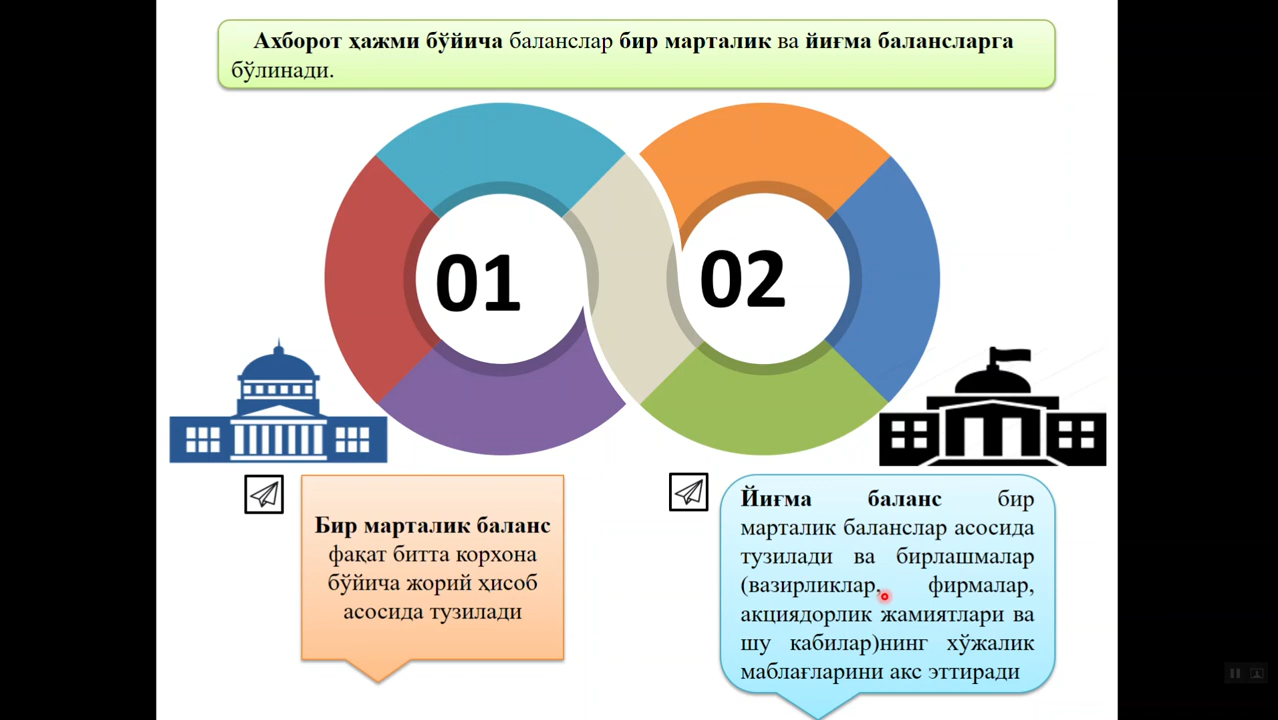 Ахборот ҳажми бўйича баланслар бир марталик ва йиғма балансларга
бўлинади.
01
02
Бир марталик баланс
фақат битта корхона
бўйича жорий ҳисоб
асосида тузилади
Йиғма баланс бир
марталик баланслар асосида
тузилади ва бирлашмалар
(вазирликлар, фирмалар,
акциядорлик жамиятлари ва
шу кабилар)нинг хўжалик
маблағларини акс эттиради